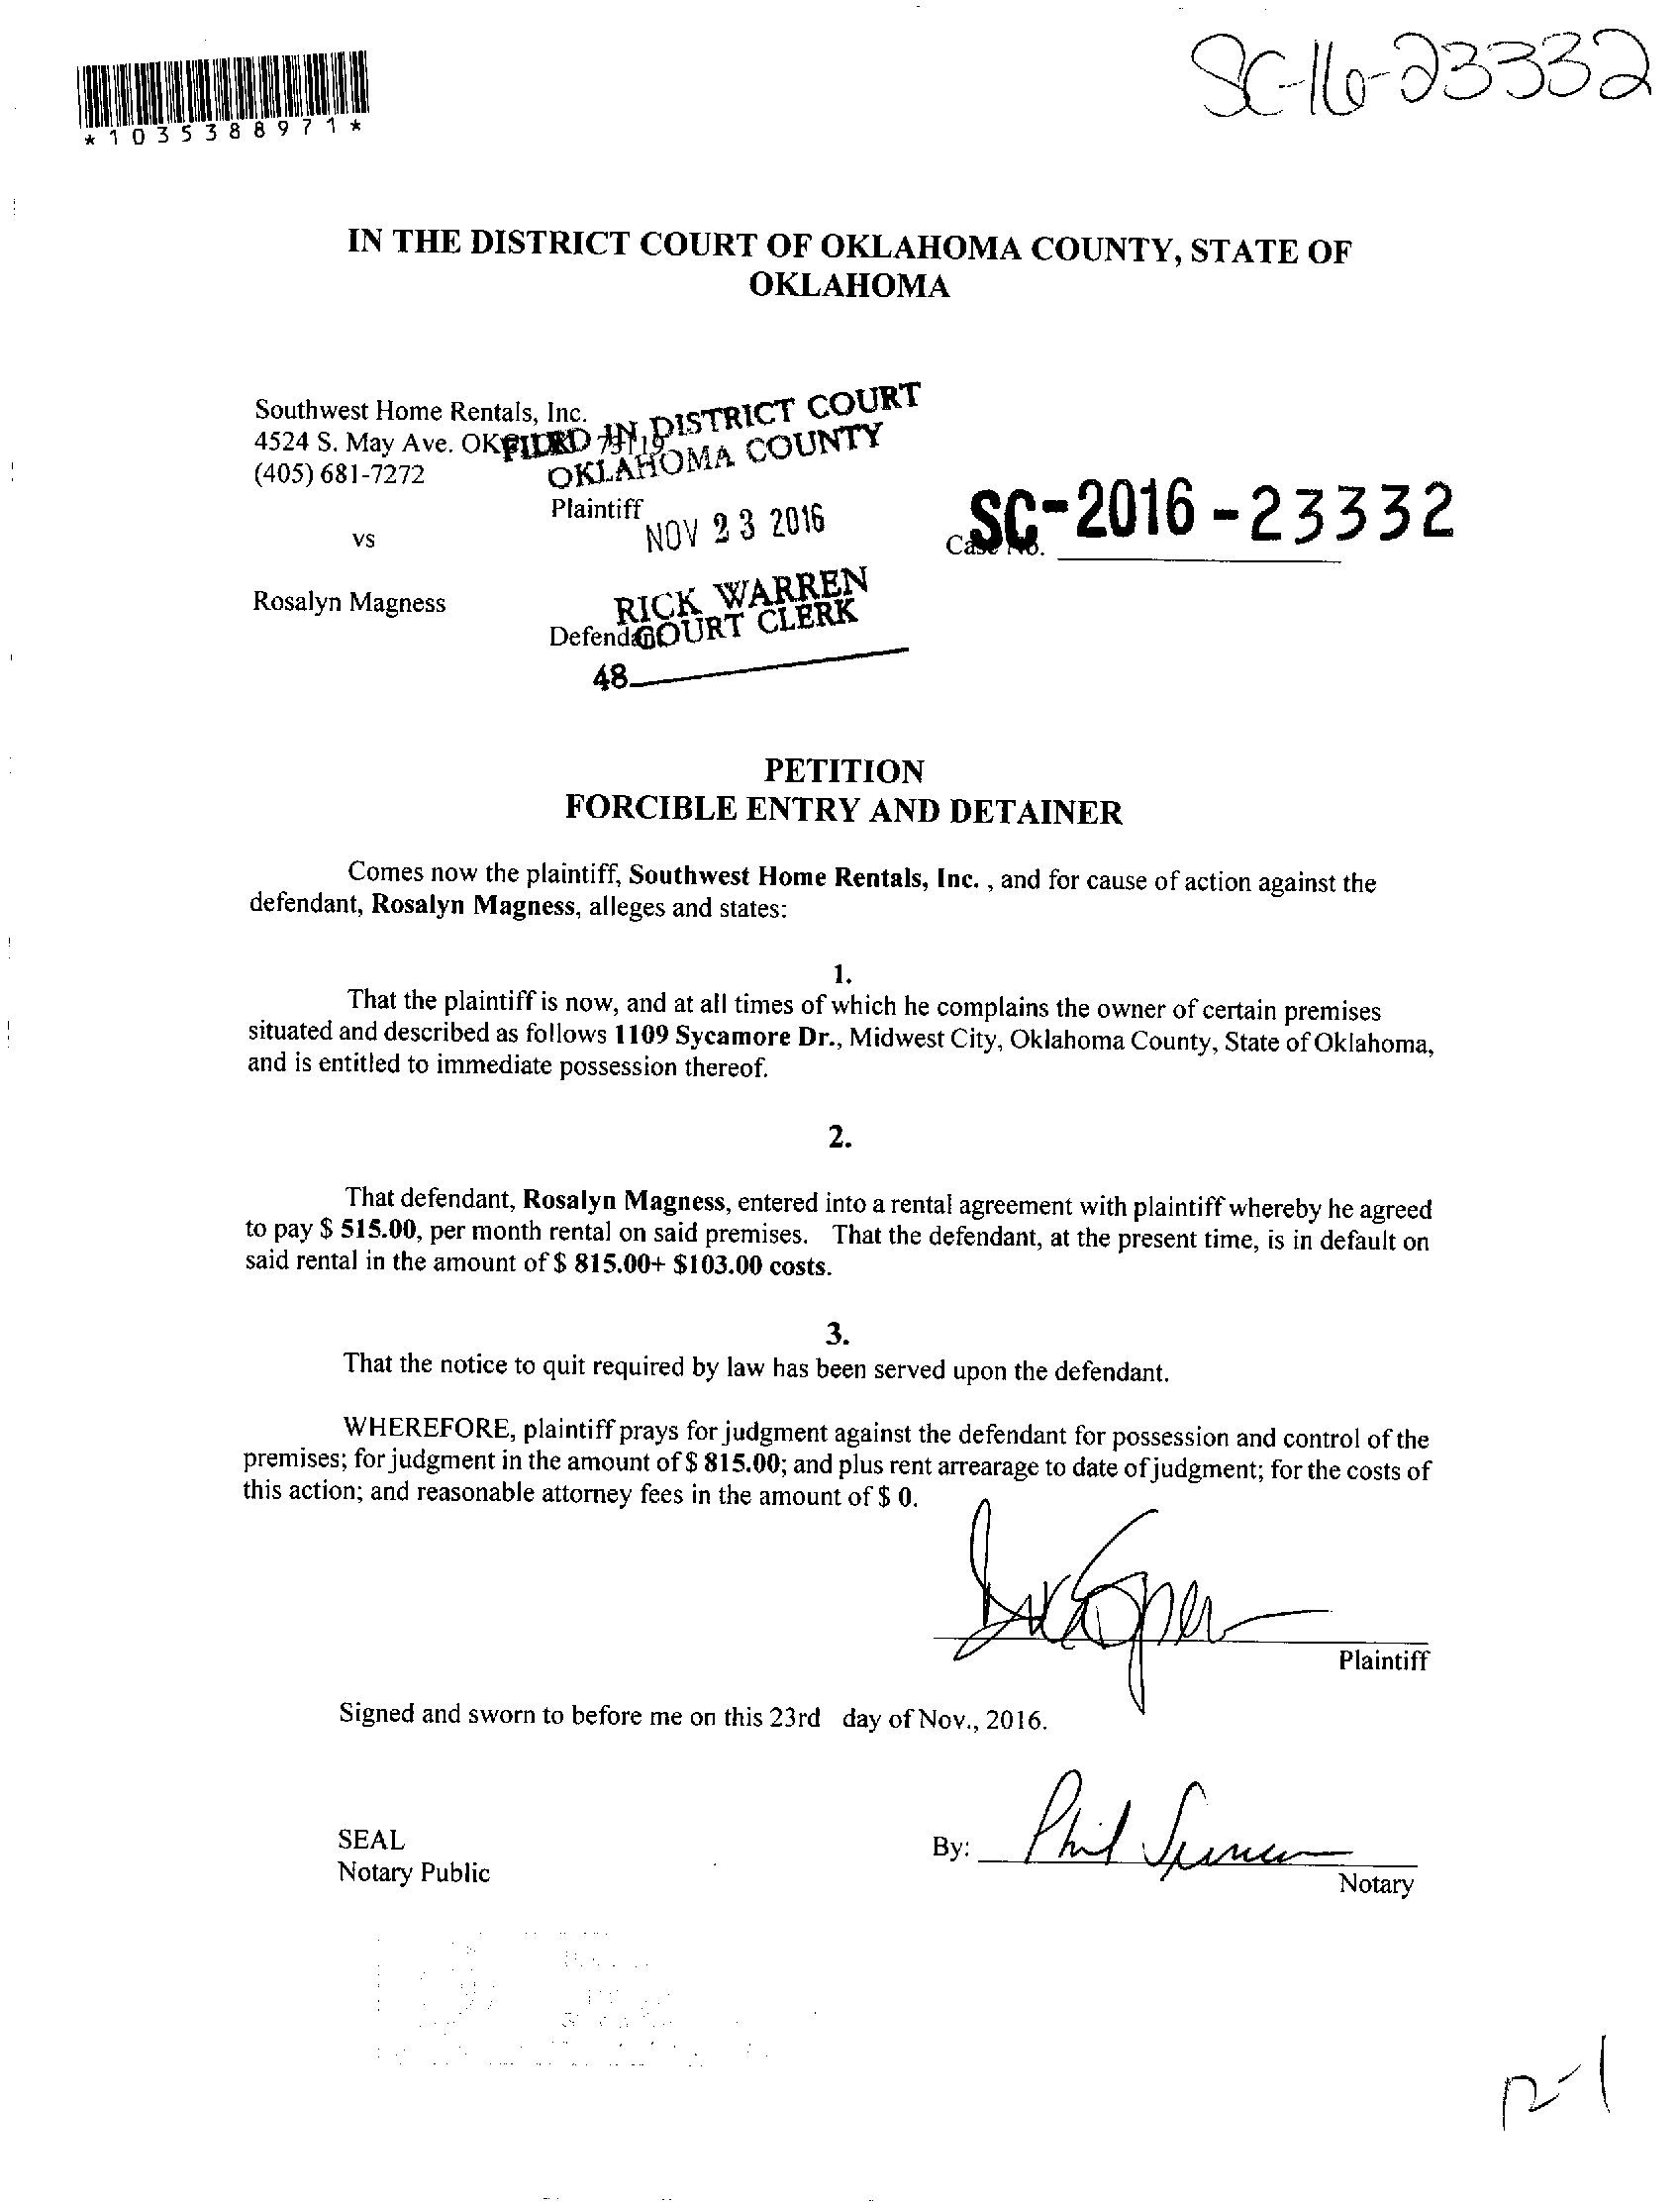 SC-16-23332
*1035388971*
IN THE DISTRICT COURT OF OKLAHOMA COUNTY, STATE OF
OKLAHOMA
Southwest Home Rentals, Inc.
4524 S. May Ave. OK 73119
(405) 681-7272
Plaintiff
vs
Rosalyn Magness
Defendant
FILED IN DISTRICT COURT
OKLAHOMA COUNTY
NOV 23 2016
RICK WARREN
COURT CLERK
48
Case No. SC-2016-23332
PETITION
FORCIBLE ENTRY AND DETAINER
Comes now the plaintiff, Southwest Home Rentals, Inc. , and for cause of action against the
defendant, Rosalyn Magness, alleges and states:
1.
That the plaintiff is now, and at all times of which he complains the owner of certain premises
situated and described as follows 1109 Sycamore Dr., Midwest City, Oklahoma County, State of Oklahoma,
and is entitled to immediate possession thereof.
2.
That defendant, Rosalyn Magness, entered into a rental agreement with plaintiff whereby he agreed
to pay $ 515.00, per month rental on said premises. That the defendant, at the present time, is in default on
said rental in the amount of $ 815.00+ $103.00 costs.
3.
That the notice to quit required by law has been served upon the defendant.
WHEREFORE, plaintiff prays for judgment against the defendant for possession and control of the
premises; for judgment in the amount of $ 815.00; and plus rent arrearage to date of judgment; for the costs of
this action; and reasonable attorney fees in the amount of $ 0.
Plaintiff
Signed and sworn to before me on this 23rd day of Nov., 2016.
SEAL
Notary Public
By: Phil
Notary